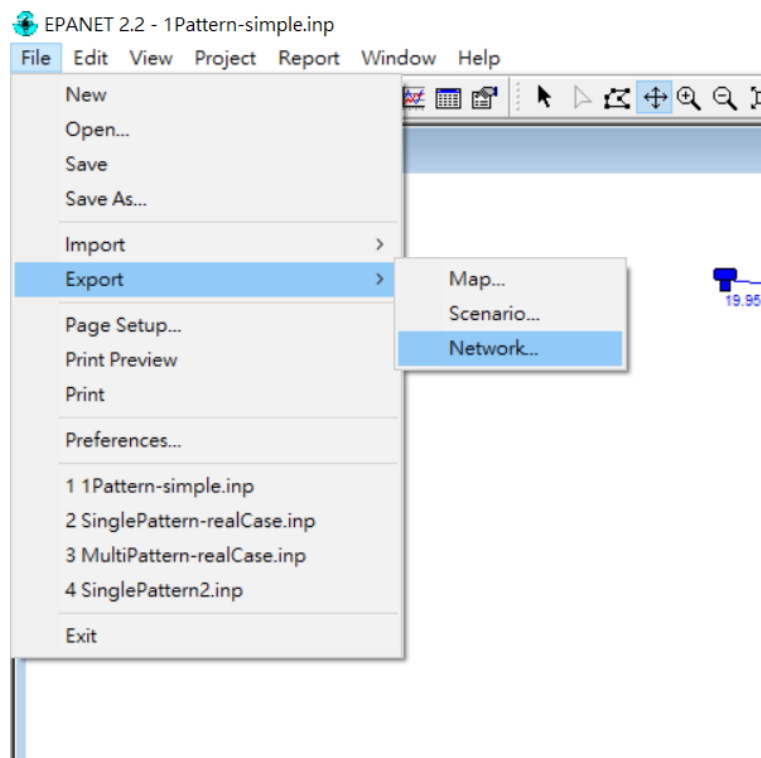 EPANET 2.2 - 1Pattern-simple.inp
File Edit View Project Report Window Help
New
Open...
Save
Save As...
Import
Export
Map...
Scenario...
19.95
Network...
Page Setup...
Print Preview
Print
Preferences...
1 1Pattern-simple.inp
2 SinglePattern-realCase.inp
3 MultiPattern-realCase.inp
4 SinglePattern2.inp
Exit